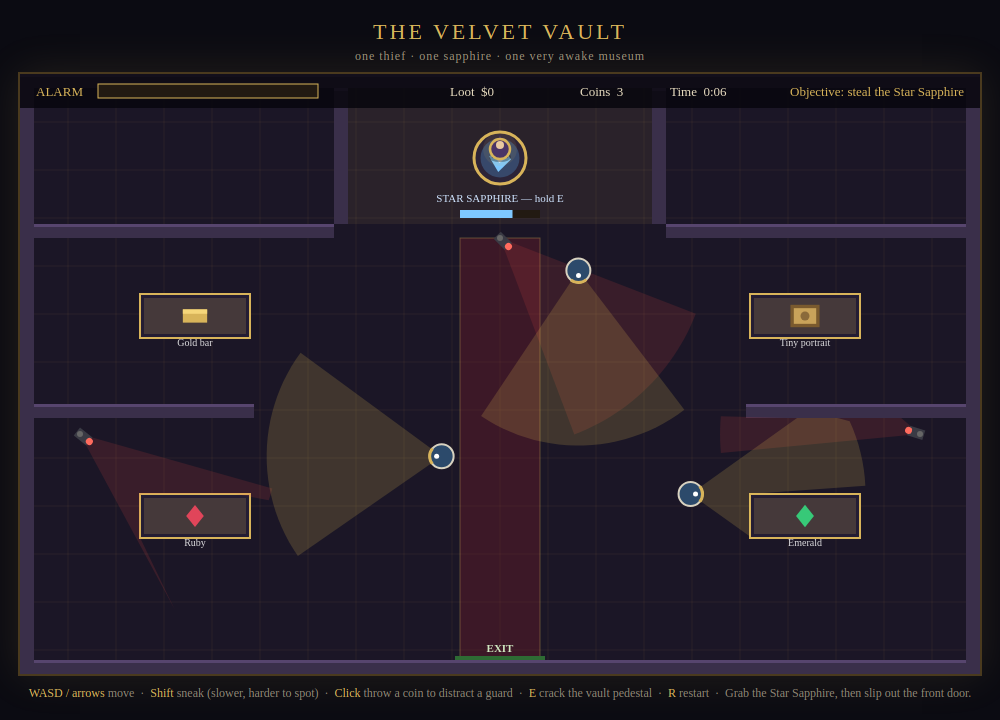 THE VELVET VAULT
one thief · one sapphire · one very awake museum
ALARM Loot $0 Coins 3 Time 0:06 Objective: steal the Star Sapphire
STAR SAPPHIRE — hold E
Gold bar
Tiny portrait
Ruby
Emerald
EXIT
WASD / arrows move · Shift sneak (slower, harder to spot) · Click throw a coin to distract a guard · E crack the vault pedestal · R restart · Grab the Star Sapphire, then slip out the front door.